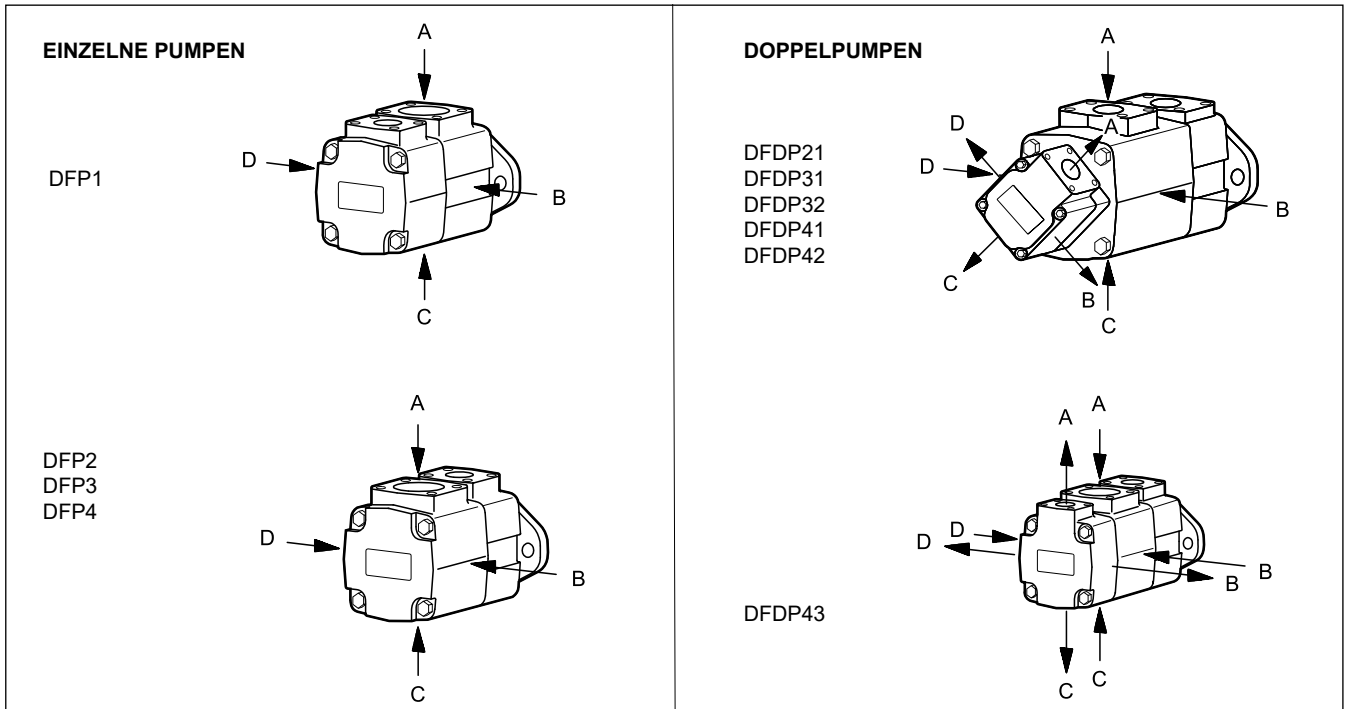 EINZELNE PUMPEN
DFP1
A
D
B
C
DFP2
DFP3
DFP4
A
D
B
C
DOPPELPUMPEN
DFDP21
DFDP31
DFDP32
DFDP41
DFDP42
A
A
D
D
B
C
B
C
DFDP43
A A
D
D
B
B
C C